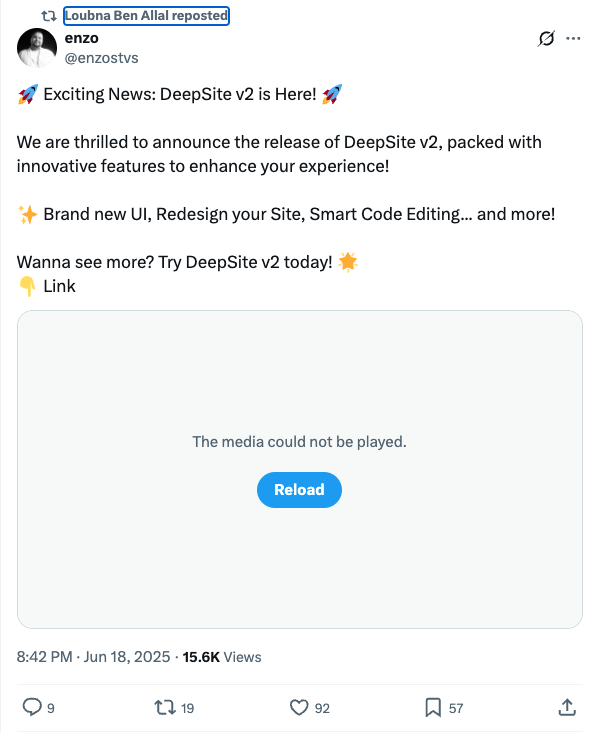 Loubna Ben Allal reposted
enzo
@enzostvs
🚀 Exciting News: DeepSite v2 is Here! 🚀
We are thrilled to announce the release of DeepSite v2, packed with
innovative features to enhance your experience!
✨ Brand new UI, Redesign your Site, Smart Code Editing... and more!
Wanna see more? Try DeepSite v2 today! 🌟
👇 Link
The media could not be played.
Reload
8:42 PM · Jun 18, 2025 · 15.6K Views
9 19 92 57